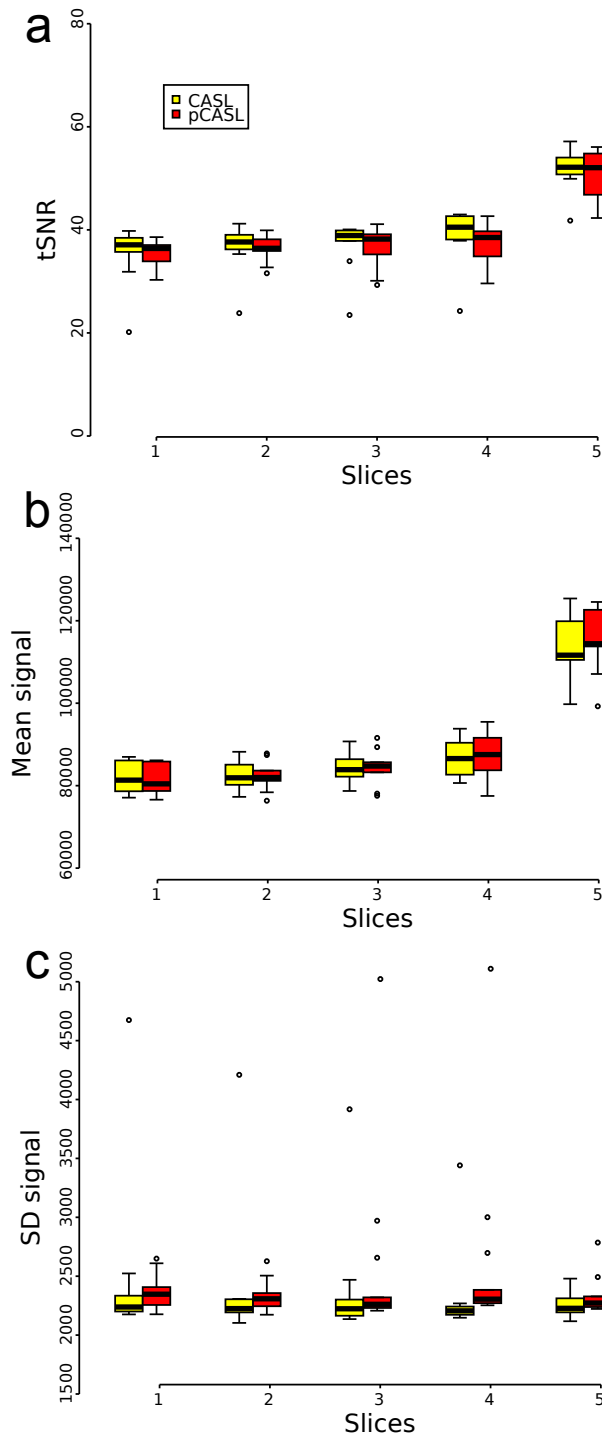 a
80
60
40
20
0
tSNR
CASL
pCASL
1 2 3 4 5
Slices
b
140000
120000
100000
80000
60000
Mean signal
1 2 3 4 5
Slices
c
5000
4500
4000
3500
3000
2500
2000
1500
SD signal
1 2 3 4 5
Slices